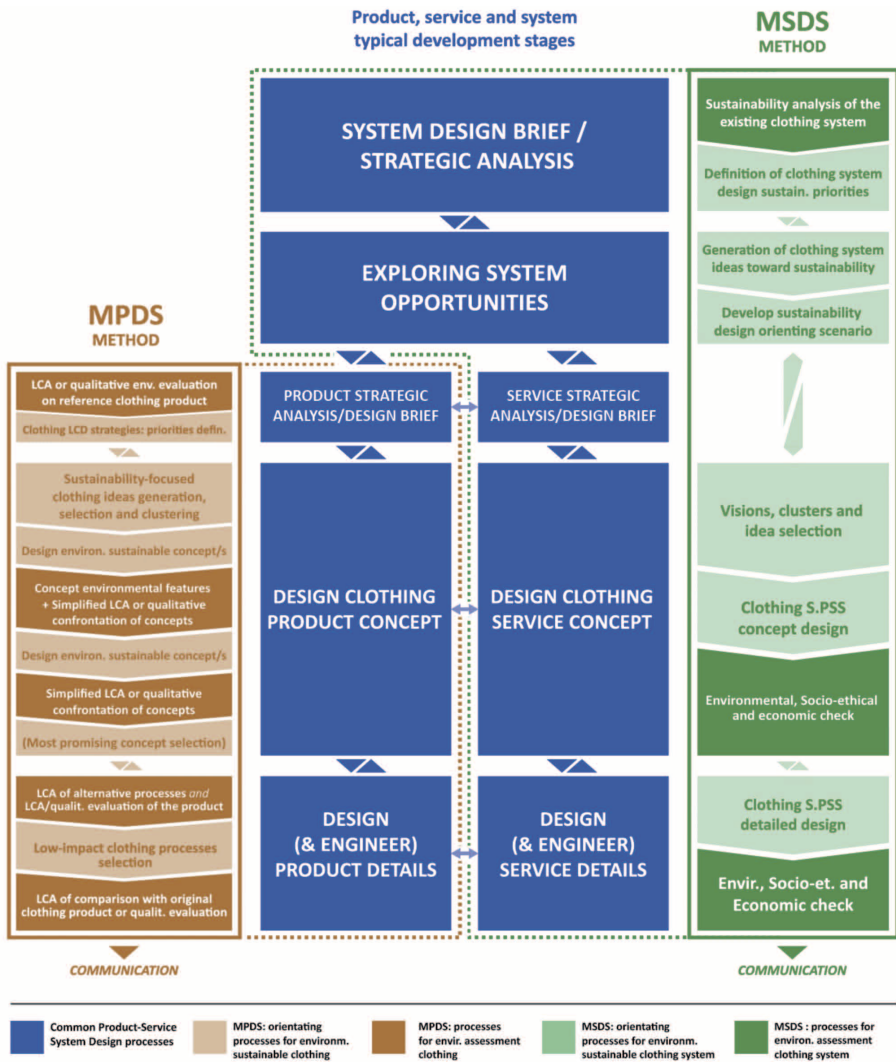 Product, service and system
typical development stages
MSDS
METHOD
SYSTEM DESIGN BRIEF /
STRATEGIC ANALYSIS
EXPLORING SYSTEM
OPPORTUNITIES
MPDS
METHOD
LCA or qualitative env. evaluation
on reference clothing product
Clothing LCD strategies: priorities defin.
Sustainability-focused
clothing ideas generation,
selection and clustering
Design environ. sustainable concept/s
Concept environmental features
+ Simplified LCA or qualitative
confrontation of concepts
Design environ. sustainable concept/s
Simplified LCA or qualitative
confrontation of concepts
(Most promising concept selection)
LCA of alternative processes and
LCA/qualit. evaluation of the product
Low-impact clothing processes
selection
LCA of comparison with original
clothing product or qualit. evaluation
COMMUNICATION
PRODUCT STRATEGIC
ANALYSIS/DESIGN BRIEF
DESIGN CLOTHING
PRODUCT CONCEPT
DESIGN
(& ENGINEER)
PRODUCT DETAILS
SERVICE STRATEGIC
ANALYSIS/DESIGN BRIEF
DESIGN CLOTHING
SERVICE CONCEPT
DESIGN
(& ENGINEER)
SERVICE DETAILS
Sustainability analysis of the
existing clothing system
Definition of clothing system
design sustain. priorities
Generation of clothing system
ideas toward sustainability
Develop sustainability
design orienting scenario
Visions, clusters and
idea selection
Clothing S.PSS
concept design
Environmental, Socio-ethical
and economic check
Clothing S.PSS
detailed design
Envir., Socio-et. and
Economic check
COMMUNICATION
Common Product-Service
System Design processes
MPDS: orientating
processes for environm.
sustainable clothing
MPDS: processes
for envir. assessment
clothing
MSDS: orientating
processes for environm.
sustainable clothing system
MSDS : processes for
environ. assessment
clothing system